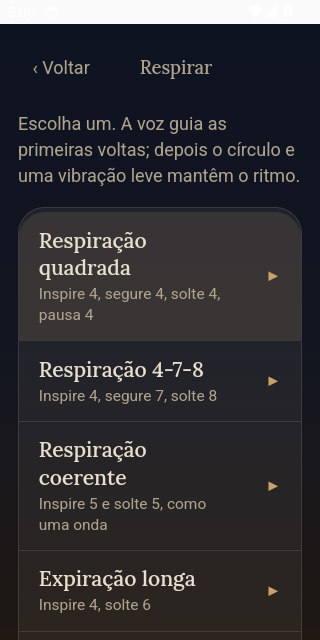 ‹ Voltar
Respirar
Escolha um. A voz guia as
primeiras voltas; depois o círculo e
uma vibração leve mantêm o ritmo.
Respiração
quadrada
Inspire 4, segure 4, solte 4,
pausa 4
Respiração 4-7-8
Inspire 4, segure 7, solte 8
Respiração
coerente
Inspire 5 e solte 5, como
uma onda
Expiração longa
Inspire 4, solte 6